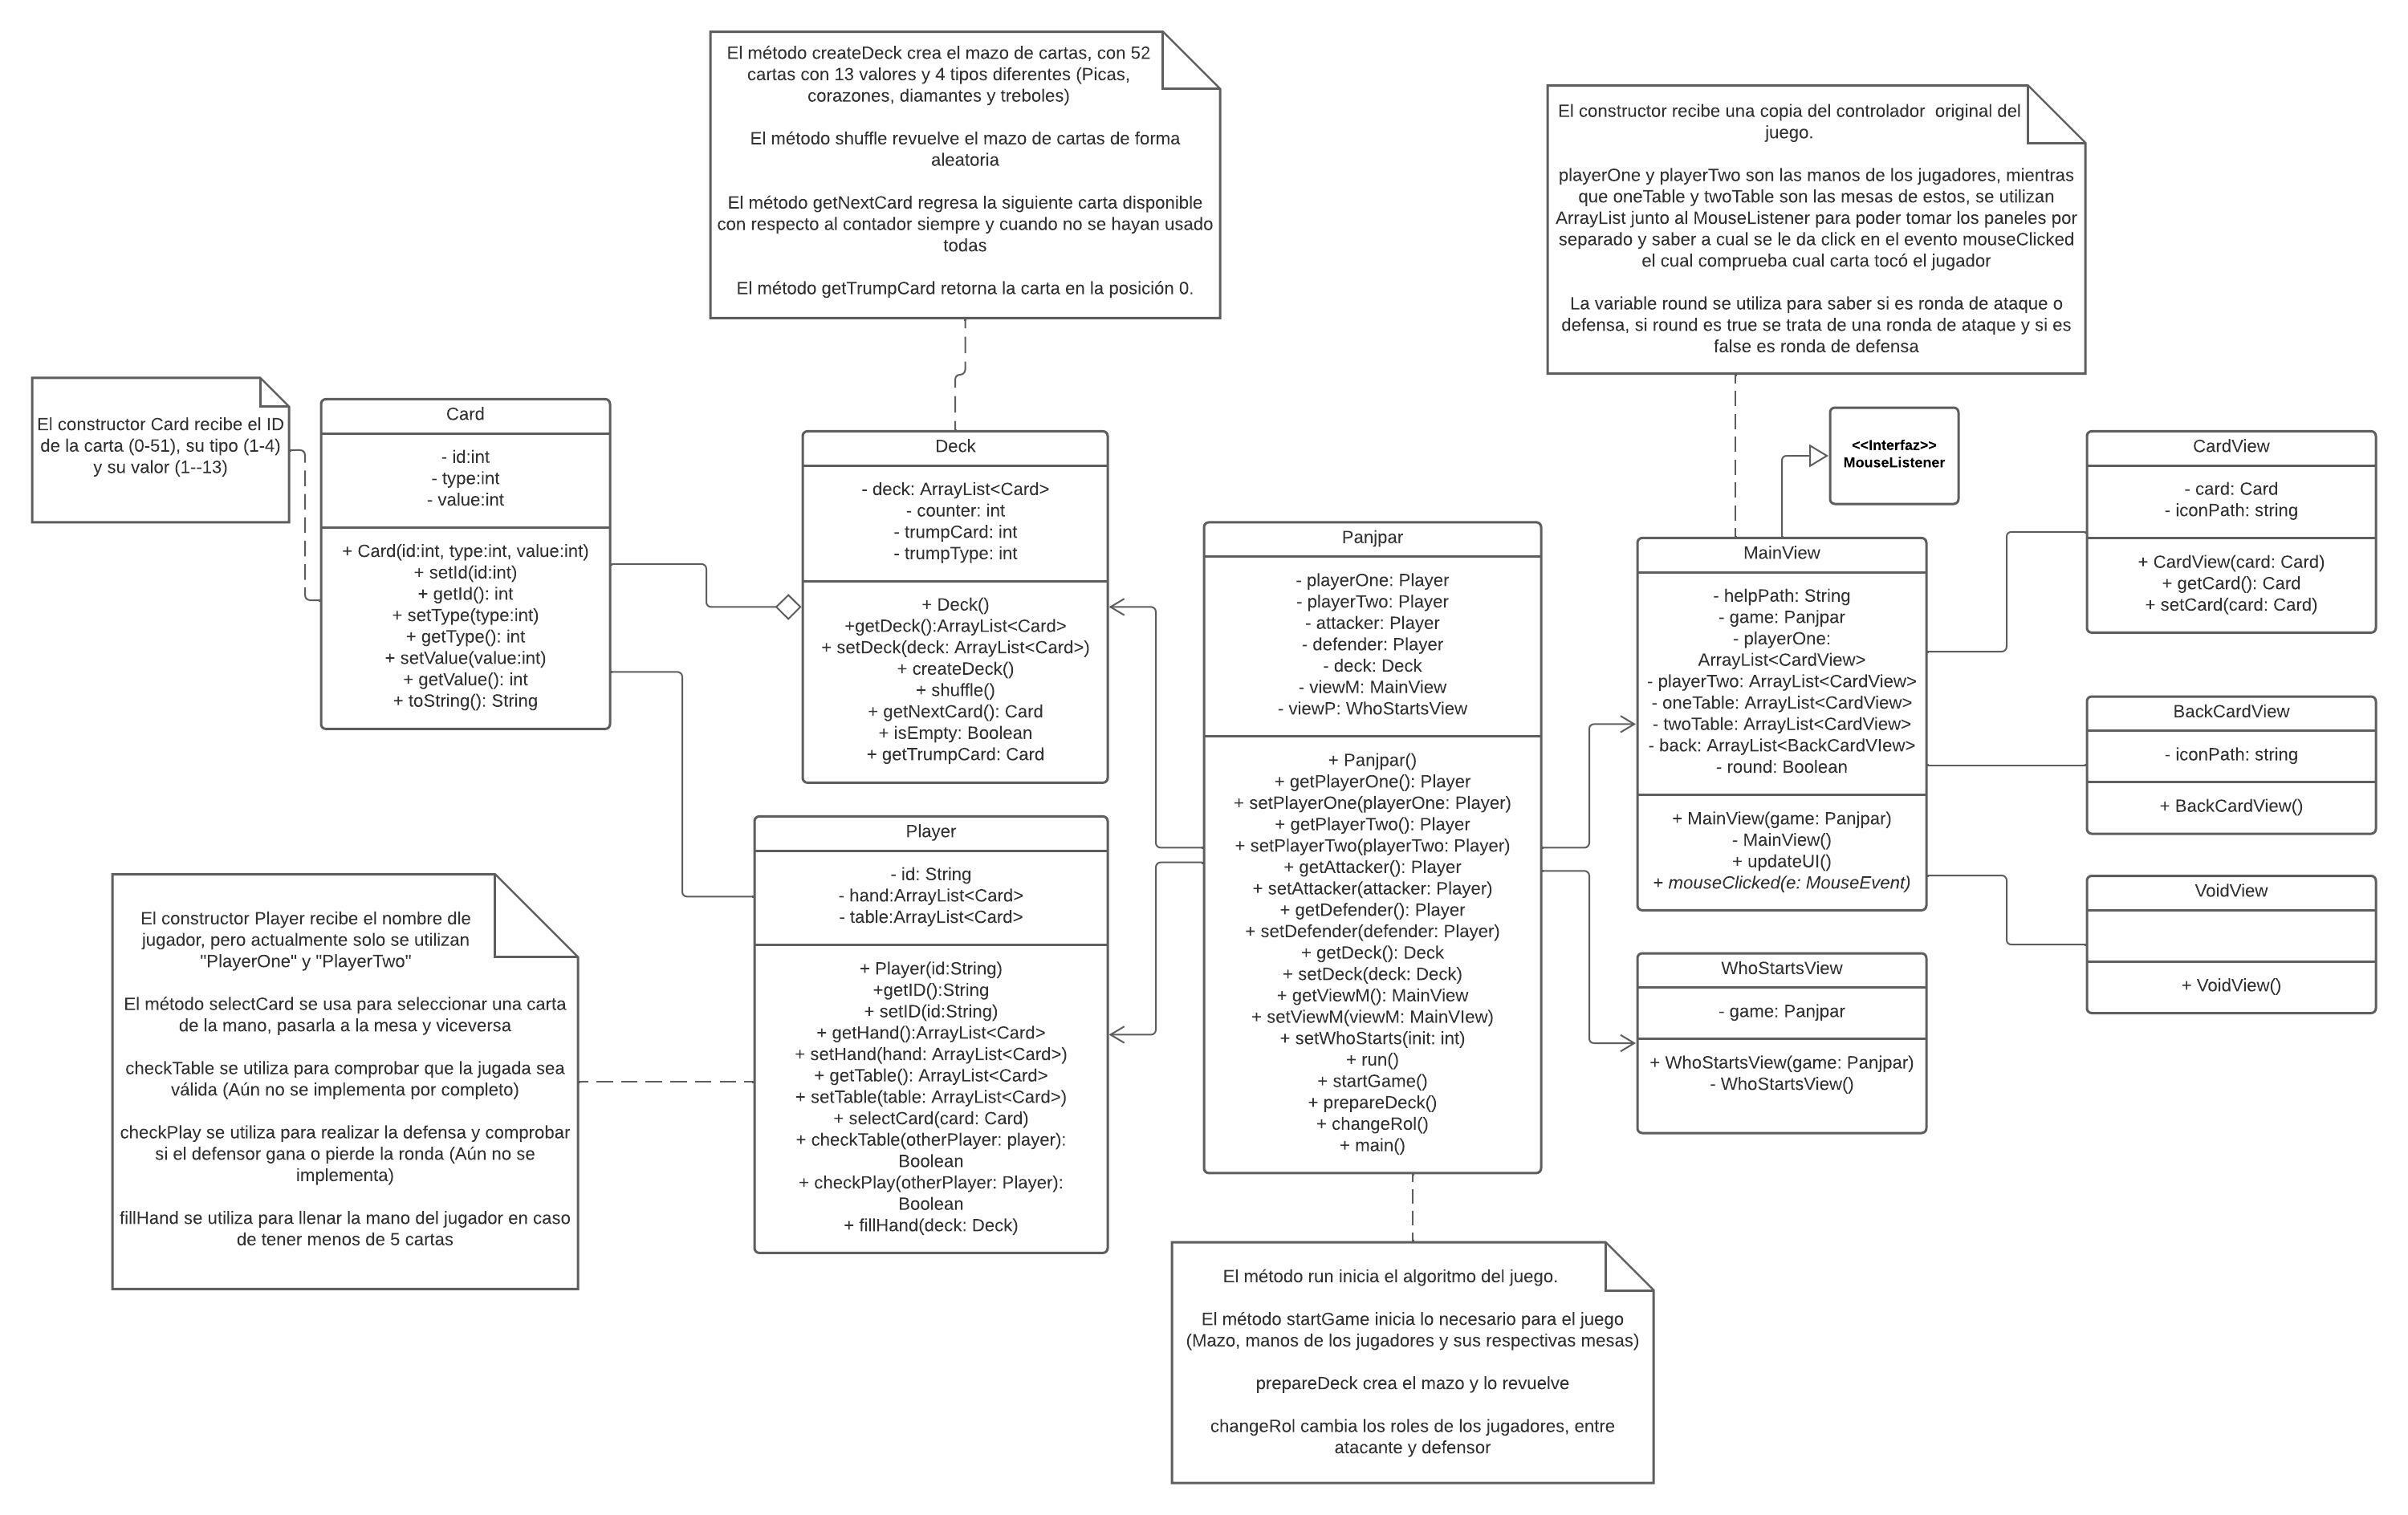 El método createDeck crea el mazo de cartas, con 52
cartas con 13 valores y 4 tipos diferentes (Picas,
corazones, diamantes y treboles)
El método shuffle revuelve el mazo de cartas de forma
aleatoria
El método getNextCard regresa la siguiente carta disponible
con respecto al contador siempre y cuando no se hayan usado
todas
El método getTrumpCard retorna la carta en la posición 0.
El constructor recibe una copia del controlador  original del
juego.
playerOne y playerTwo son las manos de los jugadores, mientras
que oneTable y twoTable son las mesas de estos, se utilizan
ArrayList junto al MouseListener para poder tomar los paneles por
separado y saber a cual se le da click en el evento mouseClicked
el cual comprueba cual carta tocó el jugador
La variable round se utiliza para saber si es ronda de ataque o
defensa, si round es true se trata de una ronda de ataque y si es
false es ronda de defensa
El constructor Card recibe el ID
de la carta (0-51), su tipo (1-4)
y su valor (1--13)
Card
- id:int
- type:int
- value:int
+ Card(id:int, type:int, value:int)
+ setId(id:int)
+ getId(): int
+ setType(type:int)
+ getType(): int
+ setValue(value:int)
+ getValue(): int
+ toString(): String
Deck
- deck: ArrayList<Card>
- counter: int
- trumpCard: int
- trumpType: int
+ Deck()
+getDeck():ArrayList<Card>
+ setDeck(deck: ArrayList<Card>)
+ createDeck()
+ shuffle()
+ getNextCard(): Card
+ isEmpty: Boolean
+ getTrumpCard: Card
Player
- id: String
- hand:ArrayList<Card>
- table:ArrayList<Card>
+ Player(id:String)
+getID():String
+ setID(id:String)
+ getHand():ArrayList<Card>
+ setHand(hand: ArrayList<Card>)
+ getTable(): ArrayList<Card>
+ setTable(table: ArrayList<Card>)
+ selectCard(card: Card)
+ checkTable(otherPlayer: player):
Boolean
+ checkPlay(otherPlayer: Player):
Boolean
+ fillHand(deck: Deck)
El constructor Player recibe el nombre dle
jugador, pero actualmente solo se utilizan
"PlayerOne" y "PlayerTwo"
El método selectCard se usa para seleccionar una carta
de la mano, pasarla a la mesa y viceversa
checkTable se utiliza para comprobar que la jugada sea
válida (Aún no se implementa por completo)
checkPlay se utiliza para realizar la defensa y comprobar
si el defensor gana o pierde la ronda (Aún no se
implementa)
fillHand se utiliza para llenar la mano del jugador en caso
de tener menos de 5 cartas
Panjpar
- playerOne: Player
- playerTwo: Player
- attacker: Player
- defender: Player
- deck: Deck
- viewM: MainView
- viewP: WhoStartsView
+ Panjpar()
+ getPlayerOne(): Player
+ setPlayerOne(playerOne: Player)
+ getPlayerTwo(): Player
+ setPlayerTwo(playerTwo: Player)
+ getAttacker(): Player
+ setAttacker(attacker: Player)
+ getDefender(): Player
+ setDefender(defender: Player)
+ getDeck(): Deck
+ setDeck(deck: Deck)
+ getViewM(): MainView
+ setViewM(viewM: MainVIew)
+ setWhoStarts(init: int)
+ run()
+ startGame()
+ prepareDeck()
+ changeRol()
+ main()
El método run inicia el algoritmo del juego.
El método startGame inicia lo necesario para el juego
(Mazo, manos de los jugadores y sus respectivas mesas)
prepareDeck crea el mazo y lo revuelve
changeRol cambia los roles de los jugadores, entre
atacante y defensor
<<Interfaz>>
MouseListener
MainView
- helpPath: String
- game: Panjpar
- playerOne:
ArrayList<CardView>
- playerTwo: ArrayList<CardView>
- oneTable: ArrayList<CardView>
- twoTable: ArrayList<CardView>
- back: ArrayList<BackCardVIew>
- round: Boolean
+ MainView(game: Panjpar)
- MainView()
+ updateUI()
+ mouseClicked(e: MouseEvent)
WhoStartsView
- game: Panjpar
+ WhoStartsView(game: Panjpar)
- WhoStartsView()
CardView
- card: Card
- iconPath: string
+ CardView(card: Card)
+ getCard(): Card
+ setCard(card: Card)
BackCardView
- iconPath: string
+ BackCardView()
VoidView
+ VoidView()